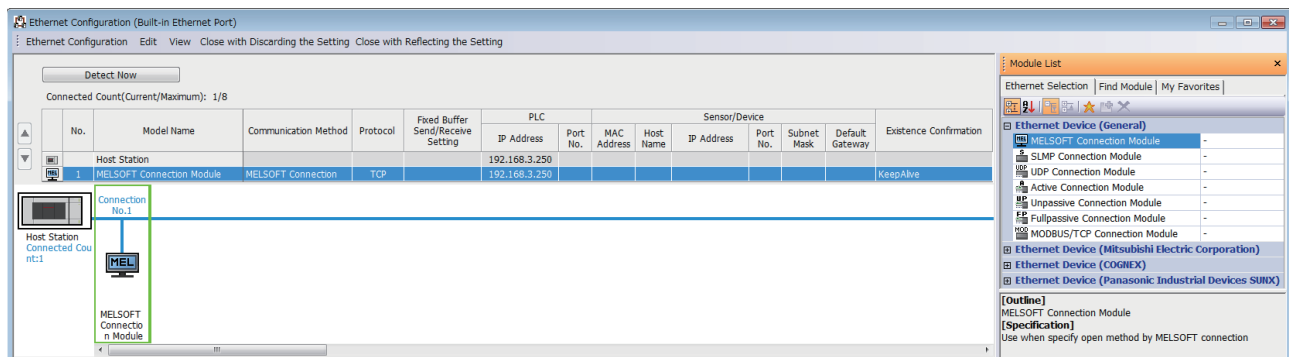 Ethernet Configuration (Built-in Ethernet Port)
Ethernet Configuration Edit View Close with Discarding the Setting Close with Reflecting the Setting
Detect Now
Connected Count(Current/Maximum): 1/8
No. Model Name Communication Method Protocol Fixed Buffer Send/Receive Setting PLC Sensor/Device Existence Confirmation
IP Address Port No. MAC Address Host Name IP Address Port No. Subnet Mask Default Gateway
Host Station 192.168.3.250
1 MELSOFT Connection Module MELSOFT Connection TCP 192.168.3.250 KeepAlive
Connection
No.1
Host Station
Connected Cou
nt:1
MEL
MELSOFT
Connectio
n Module
Module List
Ethernet Selection Find Module My Favorites
Ethernet Device (General)
MELSOFT Connection Module -
SLMP Connection Module -
UDP Connection Module -
Active Connection Module -
Unpassive Connection Module -
Fullpassive Connection Module -
MODBUS/TCP Connection Module -
Ethernet Device (Mitsubishi Electric Corporation)
Ethernet Device (COGNEX)
Ethernet Device (Panasonic Industrial Devices SUNX)
[Outline]
MELSOFT Connection Module
[Specification]
Use when specify open method by MELSOFT connection